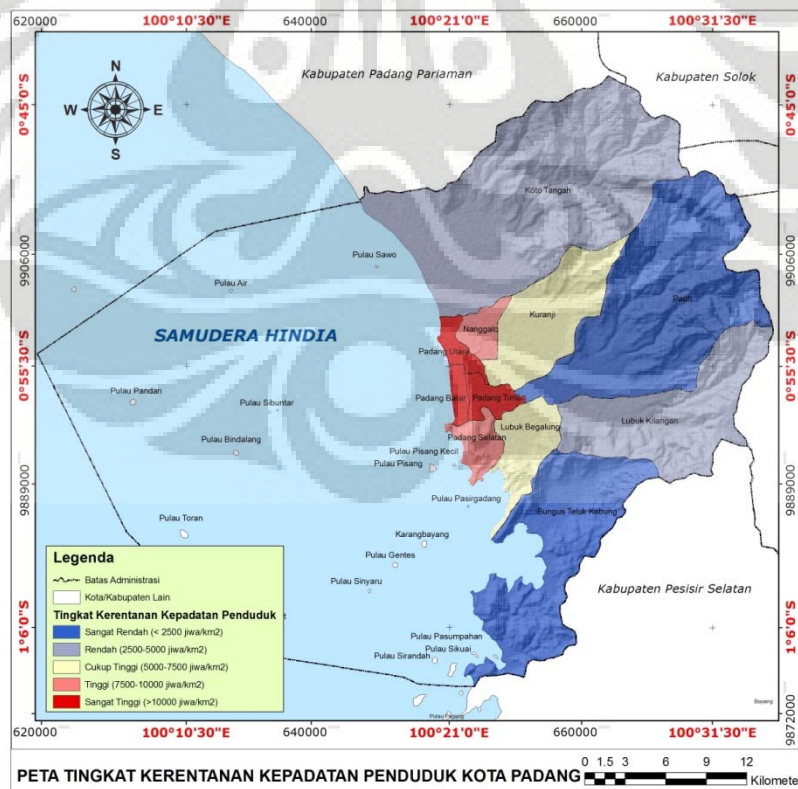 620000
100°10'30"E
640000
100°21'0"E
660000
100°31'30"E
0°45'0"S
0°45'0"S
N
W
E
S
Kabupaten Padang Pariaman
Kabupaten Solok
Koto Tangah
9906000
9906000
Pulau Sawo
Pulau Air
Pauh
Kuranji
Nanggalo
SAMUDERA HINDIA
Padang Utara
0°55'30"S
0°55'30"S
Pulau Pandan
Padang Barat
Padang Timur
Pulau Sibuntar
Lubuk Kilangan
Lubuk Begalung
Pulau Bindalang
Padang Selatan
Pulau Pisang Kecil
Pulau Pisang
9889000
9889000
Pulau Pasirgadang
Pulau Toran
Bungus Teluk Kabung
Karangbayang
Pulau Gentes
Pulau Sinyaru
Kabupaten Pesisir Selatan
1°6'0"S
1°6'0"S
Pulau Pasumpahan
Pulau Sikuai
Pulau Sirandah
Bayang
9872000
Pulau Pagang
Legenda
Batas Administrasi
Kota/Kabupaten Lain
Tingkat Kerentanan Kepadatan Penduduk
Sangat Rendah (< 2500 jiwa/km2)
Rendah (2500-5000 jiwa/km2)
Cukup Tinggi (5000-7500 jiwa/km2)
Tinggi (7500-10000 jiwa/km2)
Sangat Tinggi (>10000 jiwa/km2)
620000
100°10'30"E
640000
100°21'0"E
660000
100°31'30"E
PETA TINGKAT KERENTANAN KEPADATAN PENDUDUK KOTA PADANG
0 1.5 3 6 9 12
Kilomete